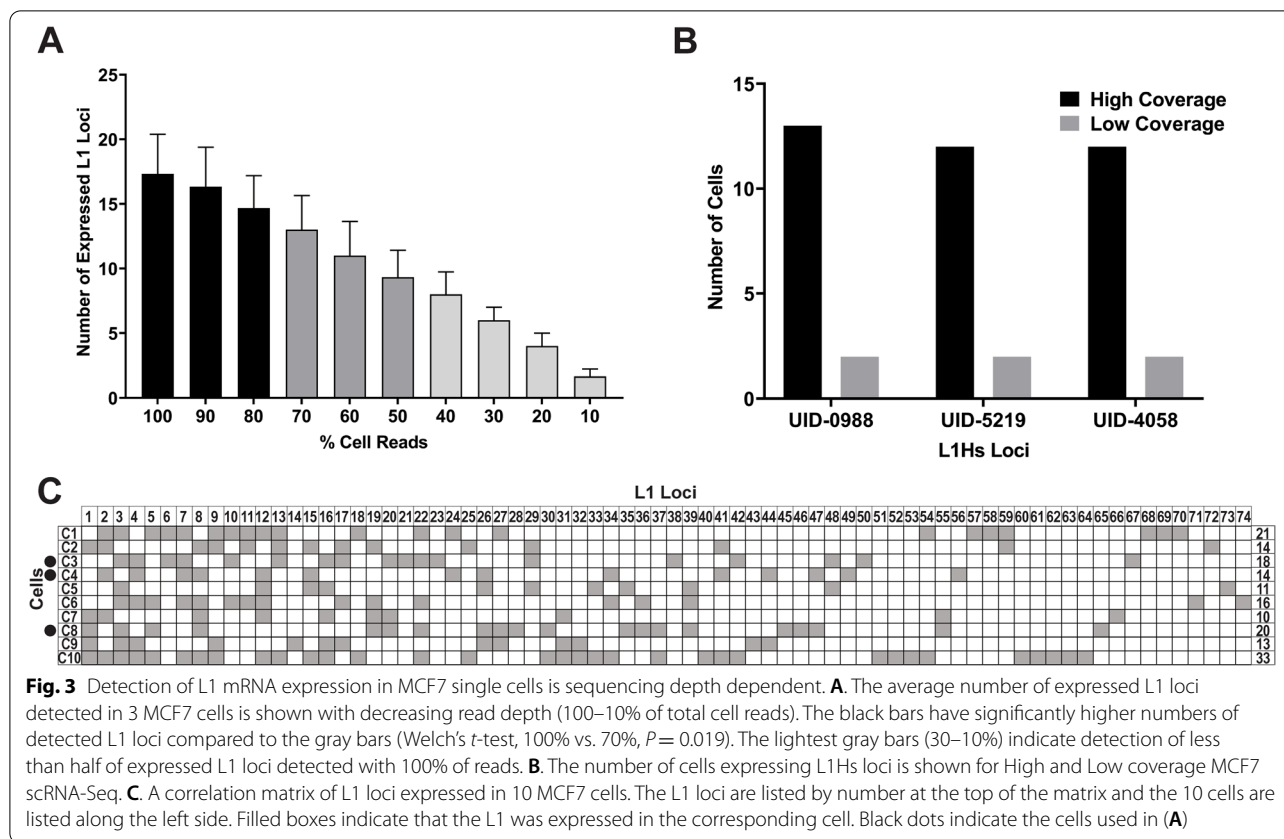 A
B
25
20
15
10
5
0
Number of Expressed L1 Loci
100 90 80 70 60 50 40 30 20 10
% Cell Reads
15
10
5
0
Number of Cells
High Coverage
Low Coverage
UID-0988 UID-5219 UID-4058
L1Hs Loci
C
L1 Loci
1 2 3 4 5 6 7 8 9 10 11 12 13 14 15 16 17 18 19 20 21 22 23 24 25 26 27 28 29 30 31 32 33 34 35 36 37 38 39 40 41 42 43 44 45 46 47 48 49 50 51 52 53 54 55 56 57 58 59 60 61 62 63 64 65 66 67 68 69 70 71 72 73 74
Cells
C1 21
C2 14
C3 18
C4 14
C5 11
C6 16
C7 10
C8 20
C9 13
C10 33
Fig. 3 Detection of L1 mRNA expression in MCF7 single cells is sequencing depth dependent. A. The average number of expressed L1 loci
detected in 3 MCF7 cells is shown with decreasing read depth (100–10% of total cell reads). The black bars have significantly higher numbers of
detected L1 loci compared to the gray bars (Welch's t-test, 100% vs. 70%, P = 0.019). The lightest gray bars (30–10%) indicate detection of less
than half of expressed L1 loci detected with 100% of reads. B. The number of cells expressing L1Hs loci is shown for High and Low coverage MCF7
scRNA-Seq. C. A correlation matrix of L1 loci expressed in 10 MCF7 cells. The L1 loci are listed by number at the top of the matrix and the 10 cells are
listed along the left side. Filled boxes indicate that the L1 was expressed in the corresponding cell. Black dots indicate the cells used in (A)